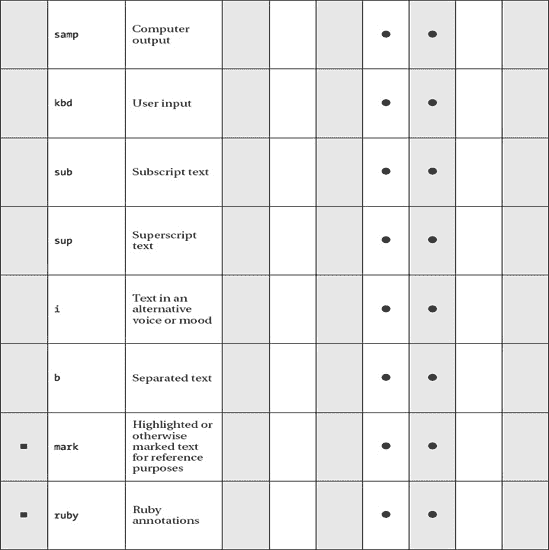 samp
Computer
output
kbd
User input
sub
Subscript text
sup
Superscript
text
i
Text in an
alternative
voice or mood
b
Separated text
mark
Highlighted or
otherwise
marked text
for reference
purposes
ruby
Ruby
annotations